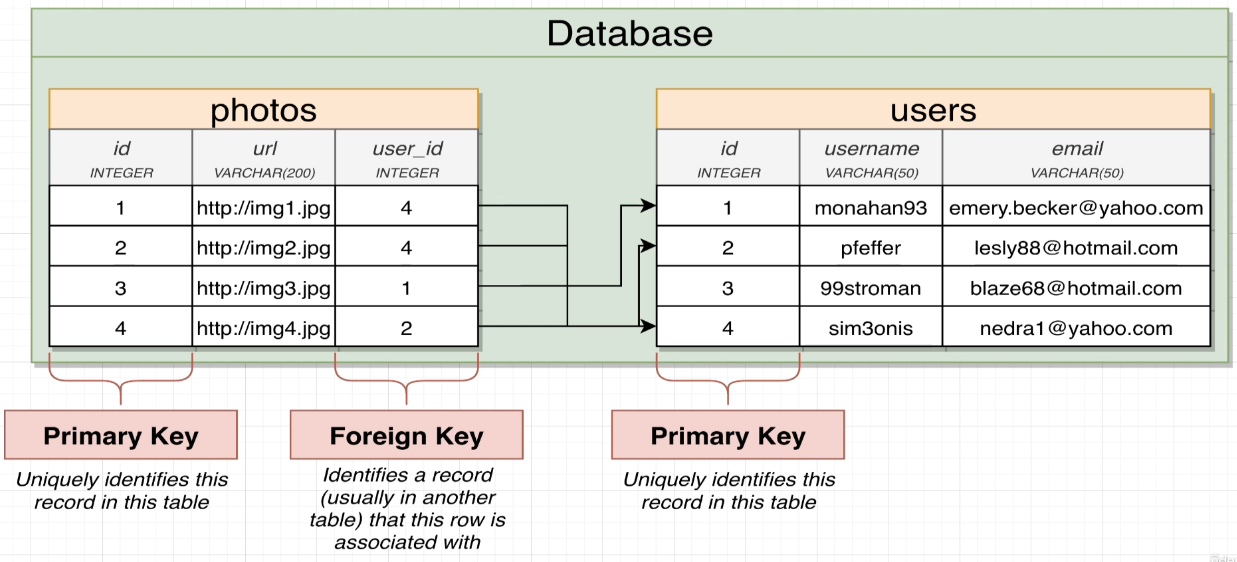 Database
photos
id url user_id
INTEGER VARCHAR(200) INTEGER
1 http://img1.jpg 4
2 http://img2.jpg 4
3 http://img3.jpg 1
4 http://img4.jpg 2
users
id username email
INTEGER VARCHAR(50) VARCHAR(50)
1 monahan93 emery.becker@yahoo.com
2 pfeffer lesly88@hotmail.com
3 99stroman blaze68@hotmail.com
4 sim3onis nedra1@yahoo.com
Primary Key
Uniquely identifies this
record in this table
Foreign Key
Identifies a record
(usually in another
table) that this row is
associated with
Primary Key
Uniquely identifies this
record in this table